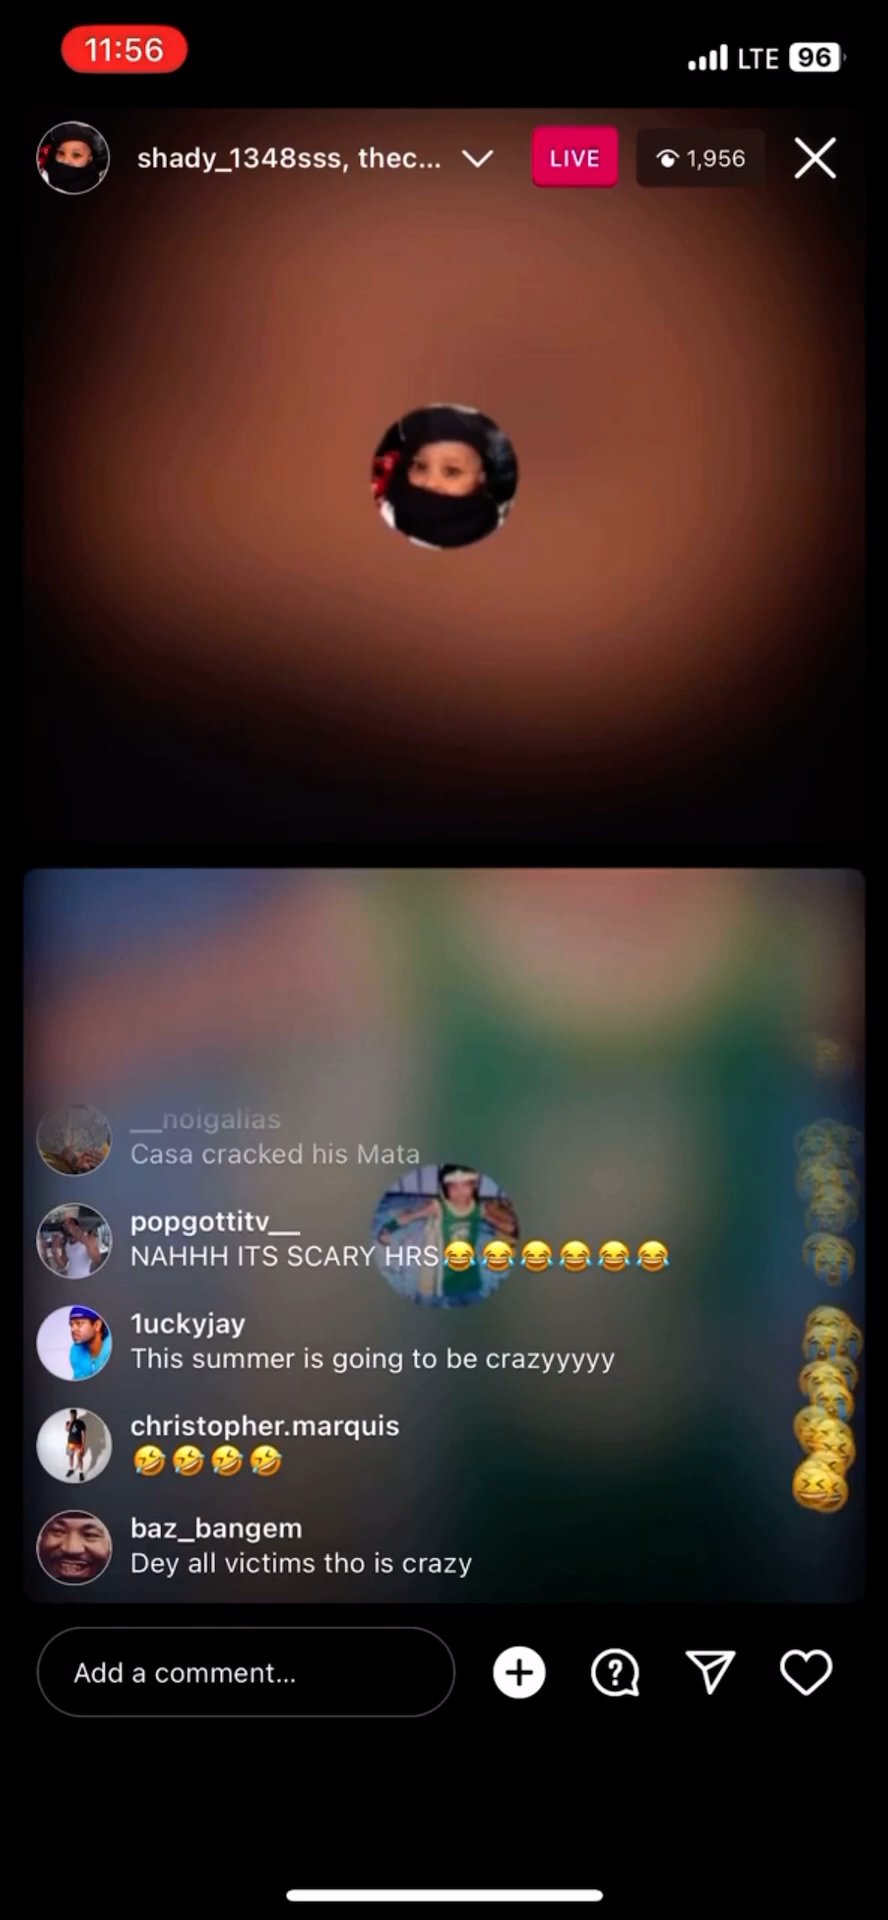 11:56
LTE 96
shady_1348sss, thec...
LIVE
1,956
__noigalias
Casa cracked his Mata
popgottitv__
NAHHH ITS SCARY HRS😂😂😂😂😂😂
1uckyjay
This summer is going to be crazyyyyy
christopher.marquis
🤣🤣🤣🤣
baz_bangem
Dey all victims tho is crazy
Add a comment...